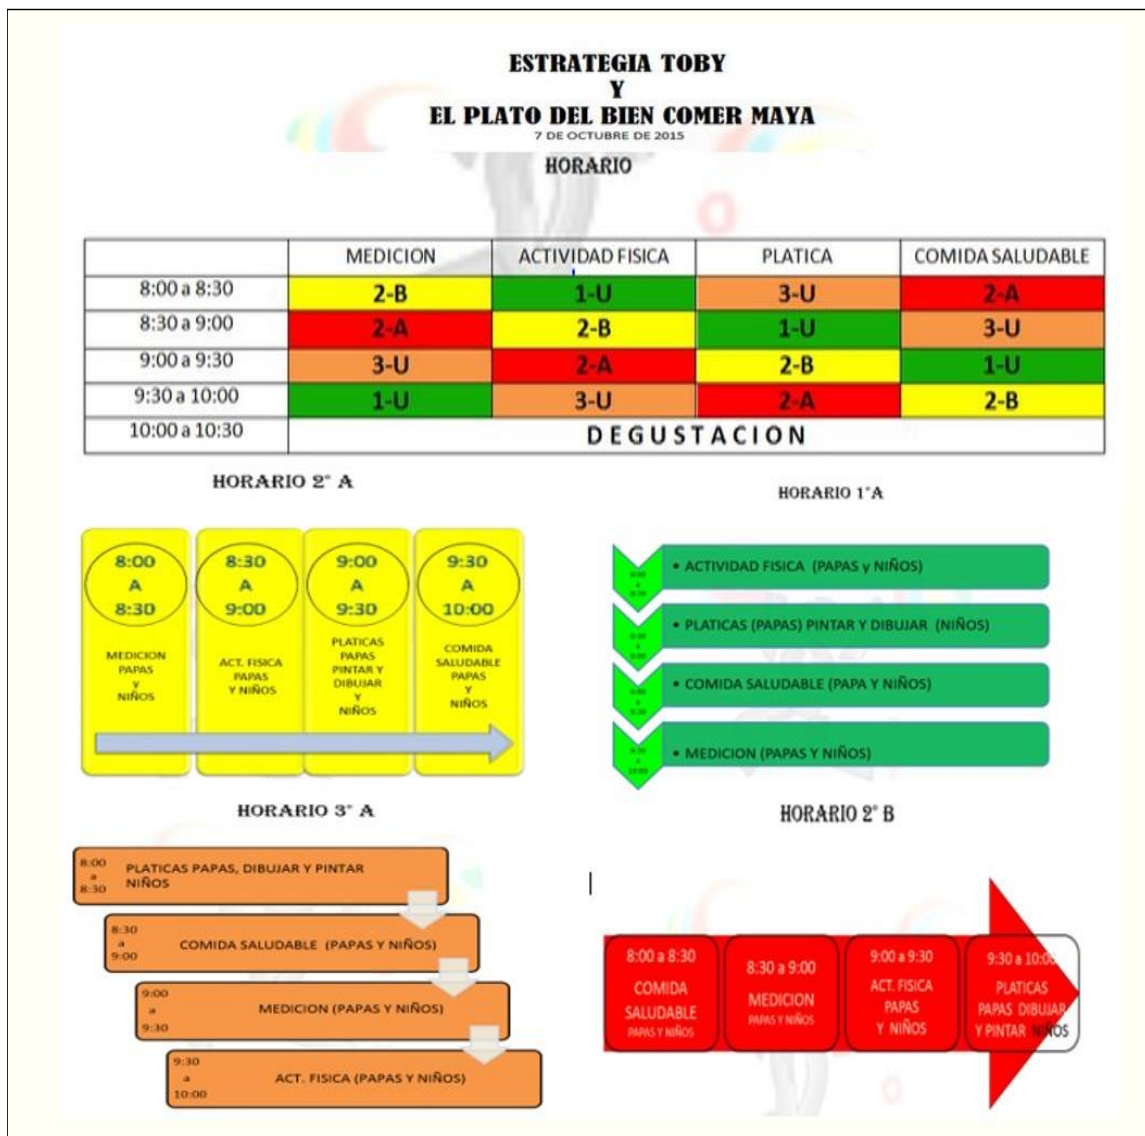 ESTRATEGIA TOBY
Y
EL PLATO DEL BIEN COMER MAYA
7 DE OCTUBRE DE 2015
HORARIO
MEDICION ACTIVIDAD FISICA PLATICA COMIDA SALUDABLE
8:00 a 8:30 2-B 1-U 3-U 2-A
8:30 a 9:00 2-A 2-B 1-U 3-U
9:00 a 9:30 3-U 2-A 2-B 1-U
9:30 a 10:00 1-U 3-U 2-A 2-B
10:00 a 10:30 DEGUSTACION
HORARIO 2° A
8:00
A
8:30
MEDICION
PAPAS
y
NIÑOS
8:30
A
9:00
ACT. FISICA
PAPAS
Y NIÑOS
9:00
A
9:30
PLATICAS
PAPAS
PINTAR Y
DIBUJAR
Y
NIÑOS
9:30
A
10:00
COMIDA
SALUDABLE
PAPAS
Y
NIÑOS
HORARIO 1°A
• ACTIVIDAD FISICA (PAPAS y NIÑOS)
• PLATICAS (PAPAS) PINTAR Y DIBUJAR (NIÑOS)
• COMIDA SALUDABLE (PAPA Y NIÑOS)
9:30
a
10:00
• MEDICION (PAPAS Y NIÑOS)
HORARIO 3° A
8:00
a
8:30
PLATICAS PAPAS, DIBUJAR Y PINTAR
NIÑOS
8:30
a
9:00
COMIDA SALUDABLE (PAPAS Y NIÑOS)
9:00
a
9:30
MEDICION (PAPAS Y NIÑOS)
9:30
a
10:00
ACT. FISICA (PAPAS Y NIÑOS)
HORARIO 2° B
8:00 a 8:30
COMIDA
SALUDABLE
PAPAS Y NIÑOS
8:30 a 9:00
MEDICION
PAPAS Y NIÑOS
9:00 a 9:30
ACT. FISICA
PAPAS
Y NIÑOS
9:30 a 10:00
PLATICAS
PAPAS DIBUJAR
Y PINTAR NIÑOS